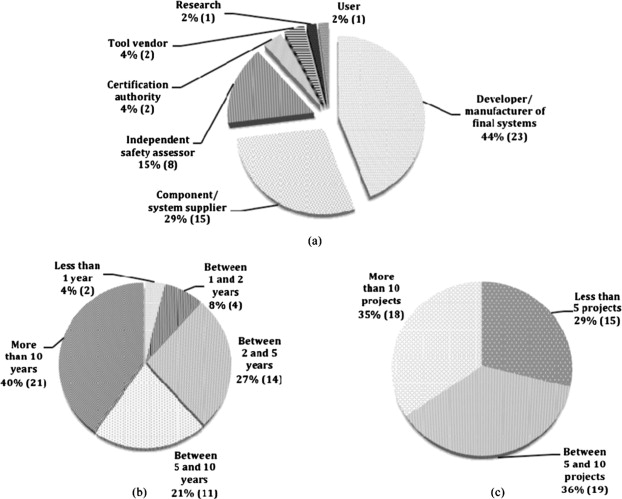 Research
2% (1)
User
2% (1)
Tool vendor
4% (2)
Certification
authority
4% (2)
Independent
safety assessor
15% (8)
Component/
system supplier
29% (15)
Developer/
manufacturer of
final systems
44% (23)
(a)
Less than
1 year
4% (2)
Between
1 and 2
years
8% (4)
Between
2 and 5
years
27% (14)
More
than 10
years
40% (21)
Between
5 and 10
years
21% (11)
(b)
More
than 10
projects
35% (18)
Less than
5 projects
29% (15)
Between
5 and 10
projects
36% (19)
(c)